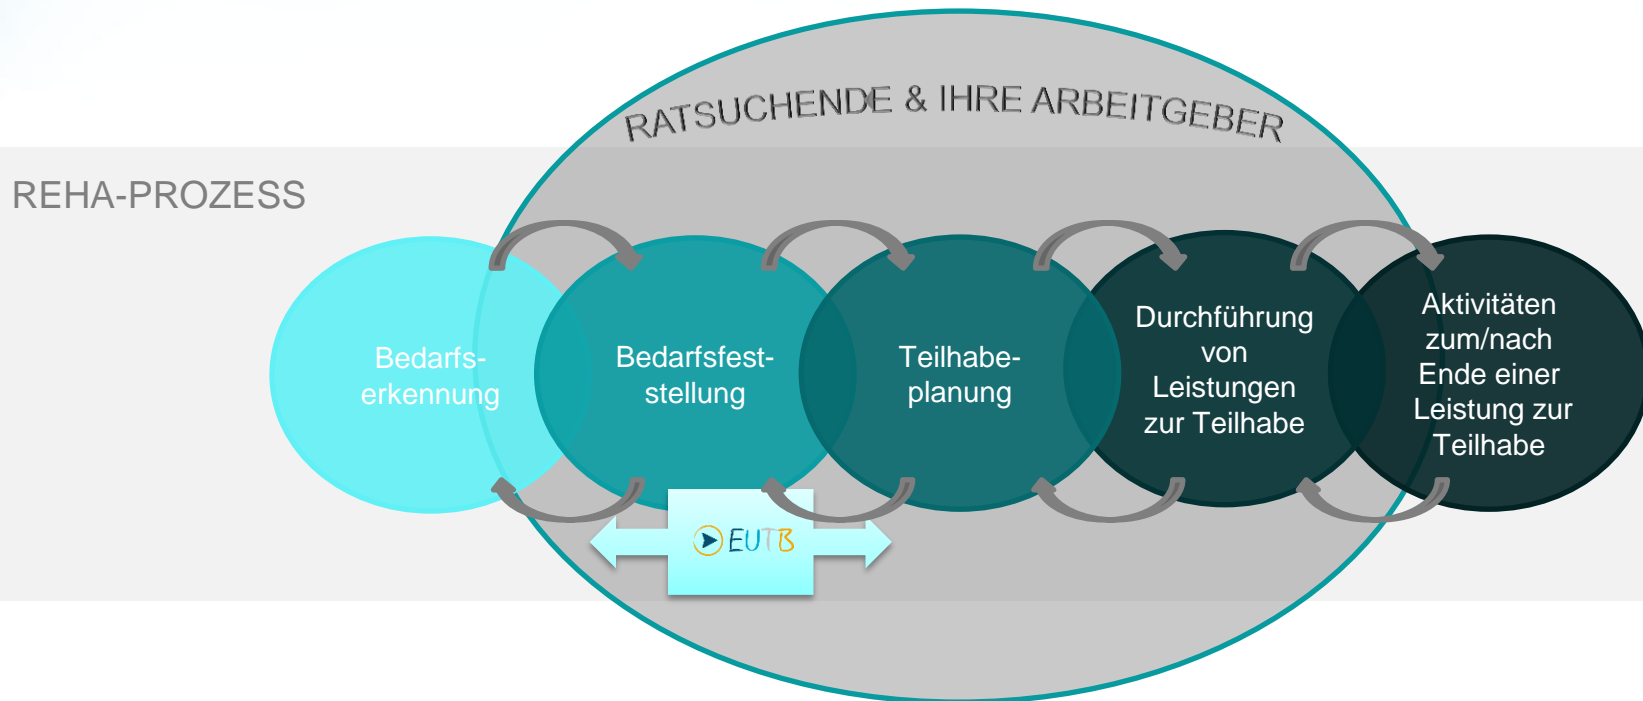 RATSUCHENDE & IHRE ARBEITGEBER
REHA-PROZESS
Bedarfs-
erkennung
Bedarfsfest-
stellung
Teilhabe-
planung
Durchführung
von
Leistungen
zur Teilhabe
Aktivitäten
zum/nach
Ende einer
Leistung zur
Teilhabe
EUTB